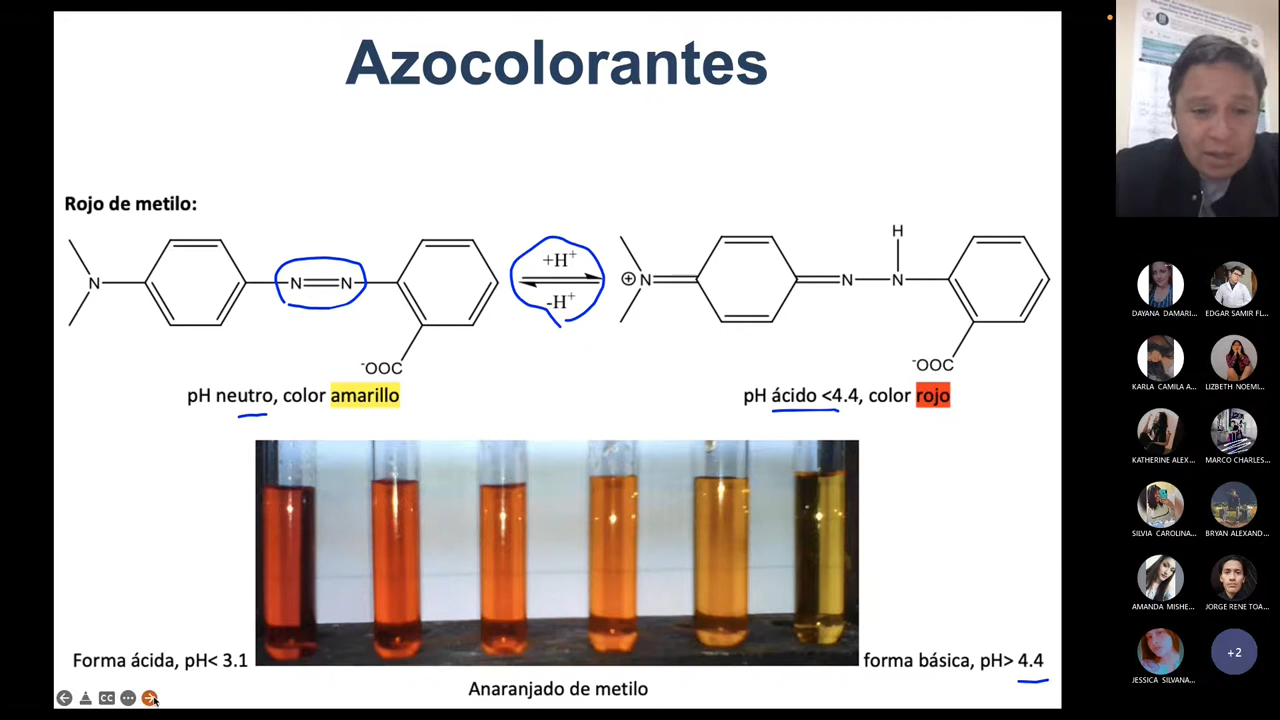 Azocolorantes
Rojo de metilo:
N
N
N
-OOC
+H+
-H+
⊕N
N
N
H
-OOC
pH neutro, color amarillo
pH ácido <4.4, color rojo
Forma ácida, pH< 3.1
forma básica, pH> 4.4
Anaranjado de metilo
CC
DAYANA DAMARI...
EDGAR SAMIR FL...
KARLA CAMILA A...
LIZBETH NOEMI...
KATHERINE ALEX...
MARCO CHARLES...
SILVIA CAROLINA...
BRYAN ALEXAND...
AMANDA MISHE...
JORGE RENE TOA...
JESSICA SILVANA...
+2